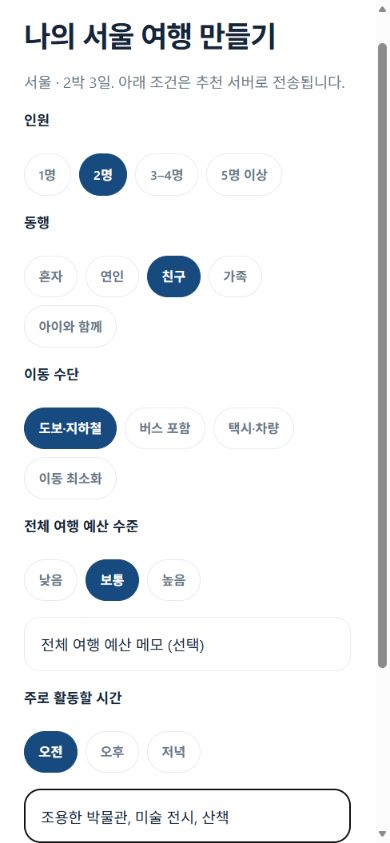 나의 서울 여행 만들기
서울 · 2박 3일. 아래 조건은 추천 서버로 전송됩니다.
인원
1명 2명 3–4명 5명 이상
동행
혼자 연인 친구 가족
아이와 함께
이동 수단
도보·지하철 버스 포함 택시·차량
이동 최소화
전체 여행 예산 수준
낮음 보통 높음
전체 여행 예산 메모 (선택)
주로 활동할 시간
오전 오후 저녁
조용한 박물관, 미술 전시, 산책